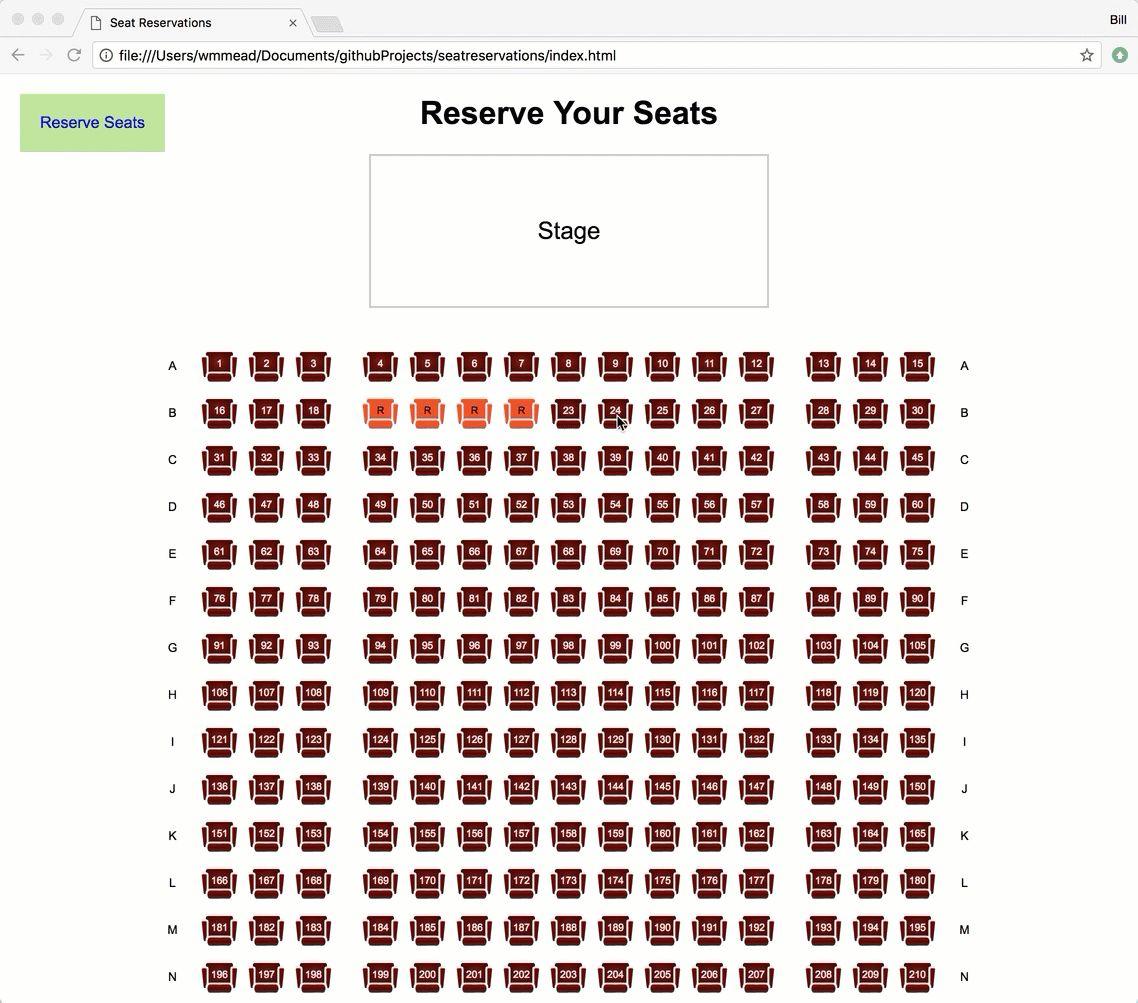 Seat Reservations
Bill
file:///Users/wmmead/Documents/githubProjects/seatreservations/index.html
Reserve Seats
Reserve Your Seats
Stage
A 1 2 3 4 5 6 7 8 9 10 11 12 13 14 15 A
B 16 17 18 R R R R 23 24 25 26 27 28 29 30 B
C 31 32 33 34 35 36 37 38 39 40 41 42 43 44 45 C
D 46 47 48 49 50 51 52 53 54 55 56 57 58 59 60 D
E 61 62 63 64 65 66 67 68 69 70 71 72 73 74 75 E
F 76 77 78 79 80 81 82 83 84 85 86 87 88 89 90 F
G 91 92 93 94 95 96 97 98 99 100 101 102 103 104 105 G
H 106 107 108 109 110 111 112 113 114 115 116 117 118 119 120 H
I 121 122 123 124 125 126 127 128 129 130 131 132 133 134 135 I
J 136 137 138 139 140 141 142 143 144 145 146 147 148 149 150 J
K 151 152 153 154 155 156 157 158 159 160 161 162 163 164 165 K
L 166 167 168 169 170 171 172 173 174 175 176 177 178 179 180 L
M 181 182 183 184 185 186 187 188 189 190 191 192 193 194 195 M
N 196 197 198 199 200 201 202 203 204 205 206 207 208 209 210 N